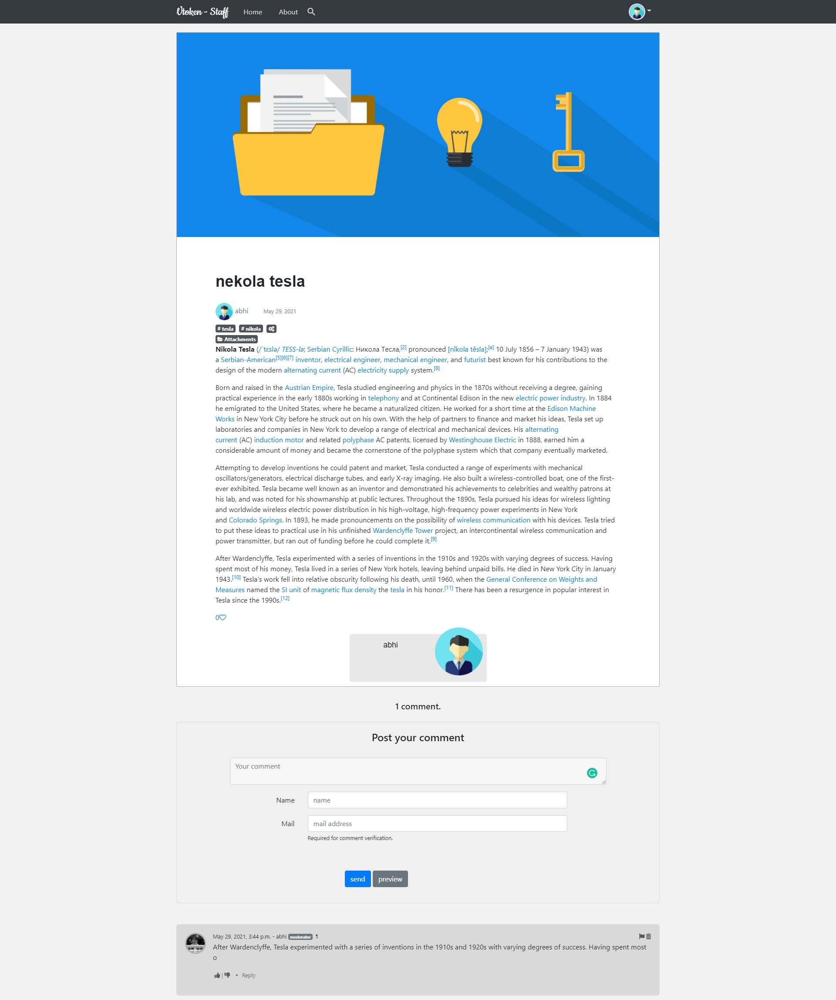 Vtoken - Staff Home About
nekola tesla
abhi May 29, 2021
# tesla # nikola
Attachments
Nikola Tesla (/ˈtɛslə/ TESS-lə; Serbian Cyrillic: Никола Тесла,[2] pronounced [nǐkola têsla];[a] 10 July 1856 – 7 January 1943) was
a Serbian-American[5][6][7] inventor, electrical engineer, mechanical engineer, and futurist best known for his contributions to the
design of the modern alternating current (AC) electricity supply system.[8]
Born and raised in the Austrian Empire, Tesla studied engineering and physics in the 1870s without receiving a degree, gaining
practical experience in the early 1880s working in telephony and at Continental Edison in the new electric power industry. In 1884
he emigrated to the United States, where he became a naturalized citizen. He worked for a short time at the Edison Machine
Works in New York City before he struck out on his own. With the help of partners to finance and market his ideas, Tesla set up
laboratories and companies in New York to develop a range of electrical and mechanical devices. His alternating
current (AC) induction motor and related polyphase AC patents, licensed by Westinghouse Electric in 1888, earned him a
considerable amount of money and became the cornerstone of the polyphase system which that company eventually marketed.
Attempting to develop inventions he could patent and market, Tesla conducted a range of experiments with mechanical
oscillators/generators, electrical discharge tubes, and early X-ray imaging. He also built a wireless-controlled boat, one of the first-
ever exhibited. Tesla became well known as an inventor and demonstrated his achievements to celebrities and wealthy patrons at
his lab, and was noted for his showmanship at public lectures. Throughout the 1890s, Tesla pursued his ideas for wireless lighting
and worldwide wireless electric power distribution in his high-voltage, high-frequency power experiments in New York
and Colorado Springs. In 1893, he made pronouncements on the possibility of wireless communication with his devices. Tesla tried
to put these ideas to practical use in his unfinished Wardenclyffe Tower project, an intercontinental wireless communication and
power transmitter, but ran out of funding before he could complete it.[9]
After Wardenclyffe, Tesla experimented with a series of inventions in the 1910s and 1920s with varying degrees of success. Having
spent most of his money, Tesla lived in a series of New York hotels, leaving behind unpaid bills. He died in New York City in January
1943.[10] Tesla's work fell into relative obscurity following his death, until 1960, when the General Conference on Weights and
Measures named the SI unit of magnetic flux density the tesla in his honor.[11] There has been a resurgence in popular interest in
Tesla since the 1990s.[12]
0
abhi
1 comment.
Post your comment
Your comment
Name name
Mail mail address
Required for comment verification.
send preview
May 29, 2021, 3:44 p.m. - abhi moderator ¶
After Wardenclyffe, Tesla experimented with a series of inventions in the 1910s and 1920s with varying degrees of success. Having spent most
o
| • Reply